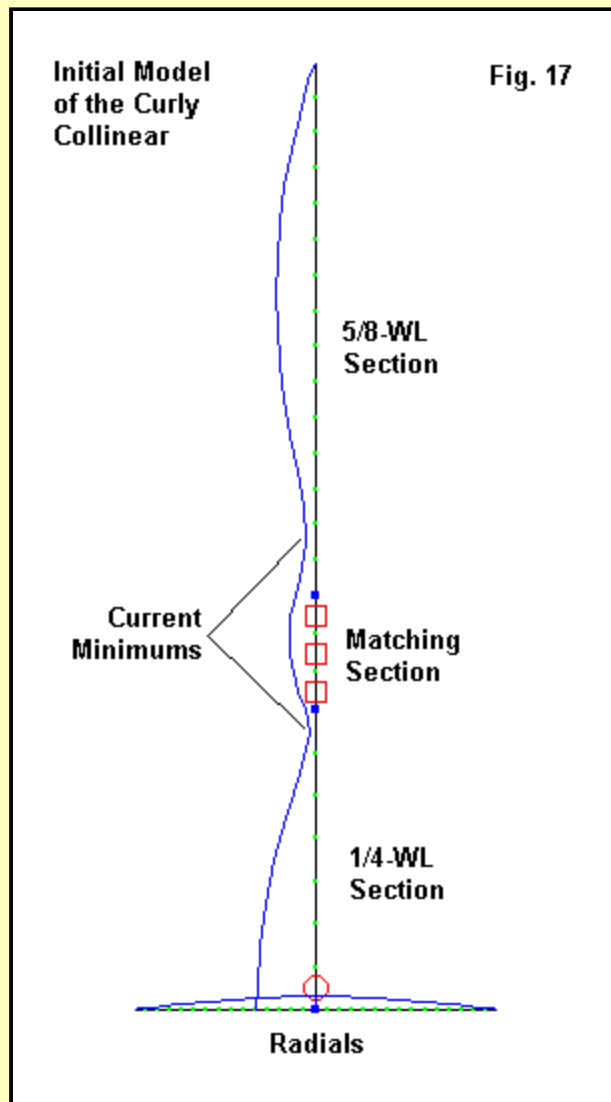 Initial Model
of the Curly
Collinear
Fig. 17
5/8-WL
Section
Current
Minimums
Matching
Section
1/4-WL
Section
Radials